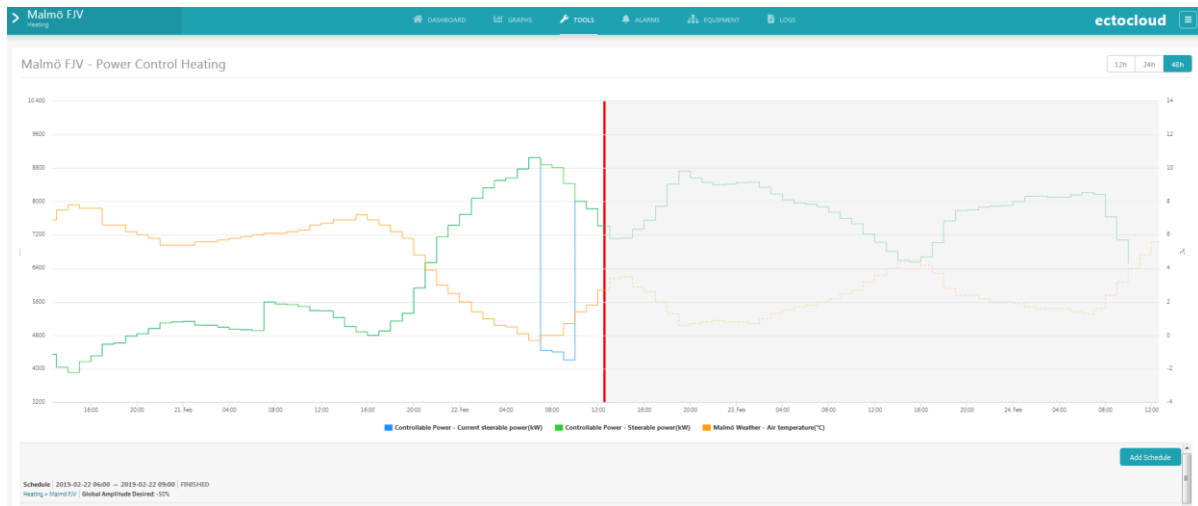 Malmö FJV
Heating
DASHBOARD GRAPHS TOOLS ALARMS EQUIPMENT LOGS
ectocloud
Malmö FJV - Power Control Heating
12h 24h 48h
10400 14
9600 12
8800 10
8000 8
7200 6
6400 4
5600 2
4800 0
4000 -2
3200 -4
16:00 20:00 21. Feb 04:00 08:00 12:00 16:00 20:00 22. Feb 04:00 08:00 12:00 16:00 20:00 23. Feb 04:00 08:00 12:00 16:00 20:00 24. Feb 04:00 08:00 12:00
Controllable Power - Current steerable power(kW) Controllable Power - Steerable power(kW) Malmö Weather - Air temperature(°C)
Add Schedule
Schedule | 2019-02-22 06:00 — 2019-02-22 09:00 | FINISHED
Heating > Malmö FJV | Global Amplitude Desired: -50%